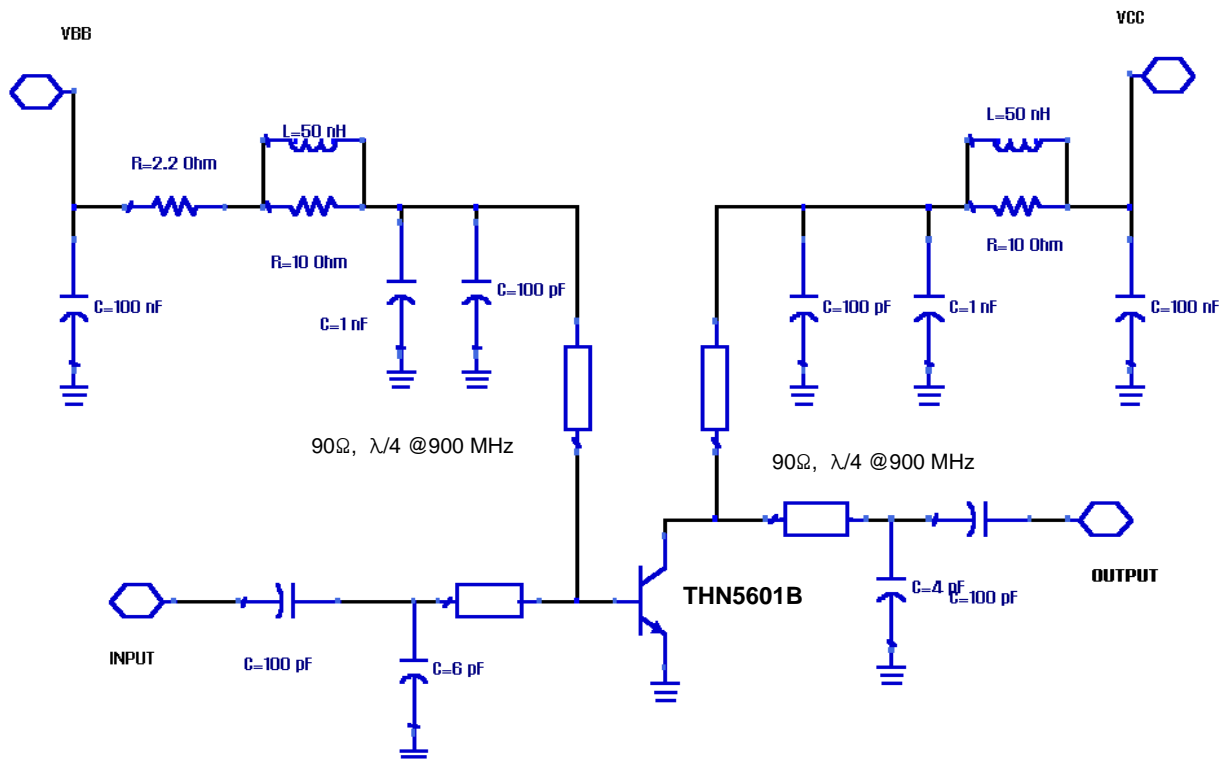 VBB
VCC
L=50 nH
L=50 nH
R=2.2 Ohm
R=10 Ohm
R=10 Ohm
C=100 nF
C=1 nF
C=100 pF
C=100 pF
C=1 nF
C=100 nF
90Ω, λ/4 @900 MHz
90Ω, λ/4 @900 MHz
THN5601B
C=4 pF
C=100 pF
OUTPUT
INPUT
C=100 pF
C=6 pF